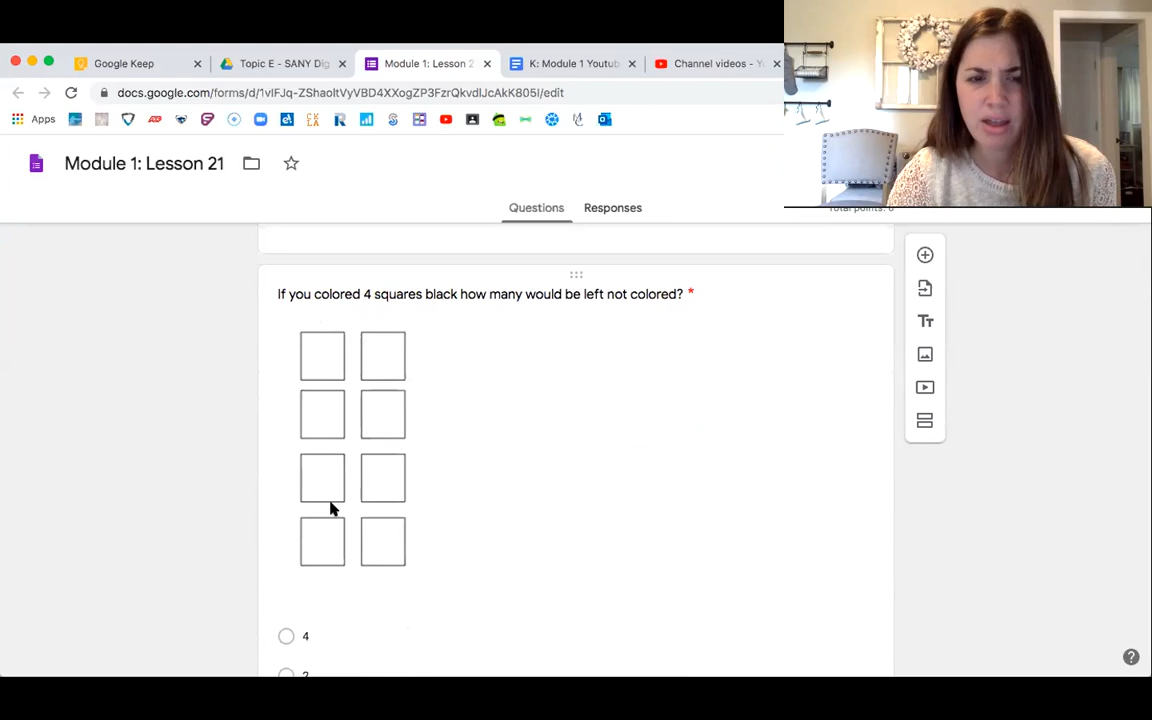 Google Keep
Topic E - SANY Dig
Module 1: Lesson 2
K: Module 1 Youtub
Channel videos - Y
docs.google.com/forms/d/1vlFJq-ZShaoltVyVBD4XXogZP3FzrQkvdlJcAkK805I/edit
Apps
Module 1: Lesson 21
Questions
Responses
If you colored 4 squares black how many would be left not colored? *
4
2